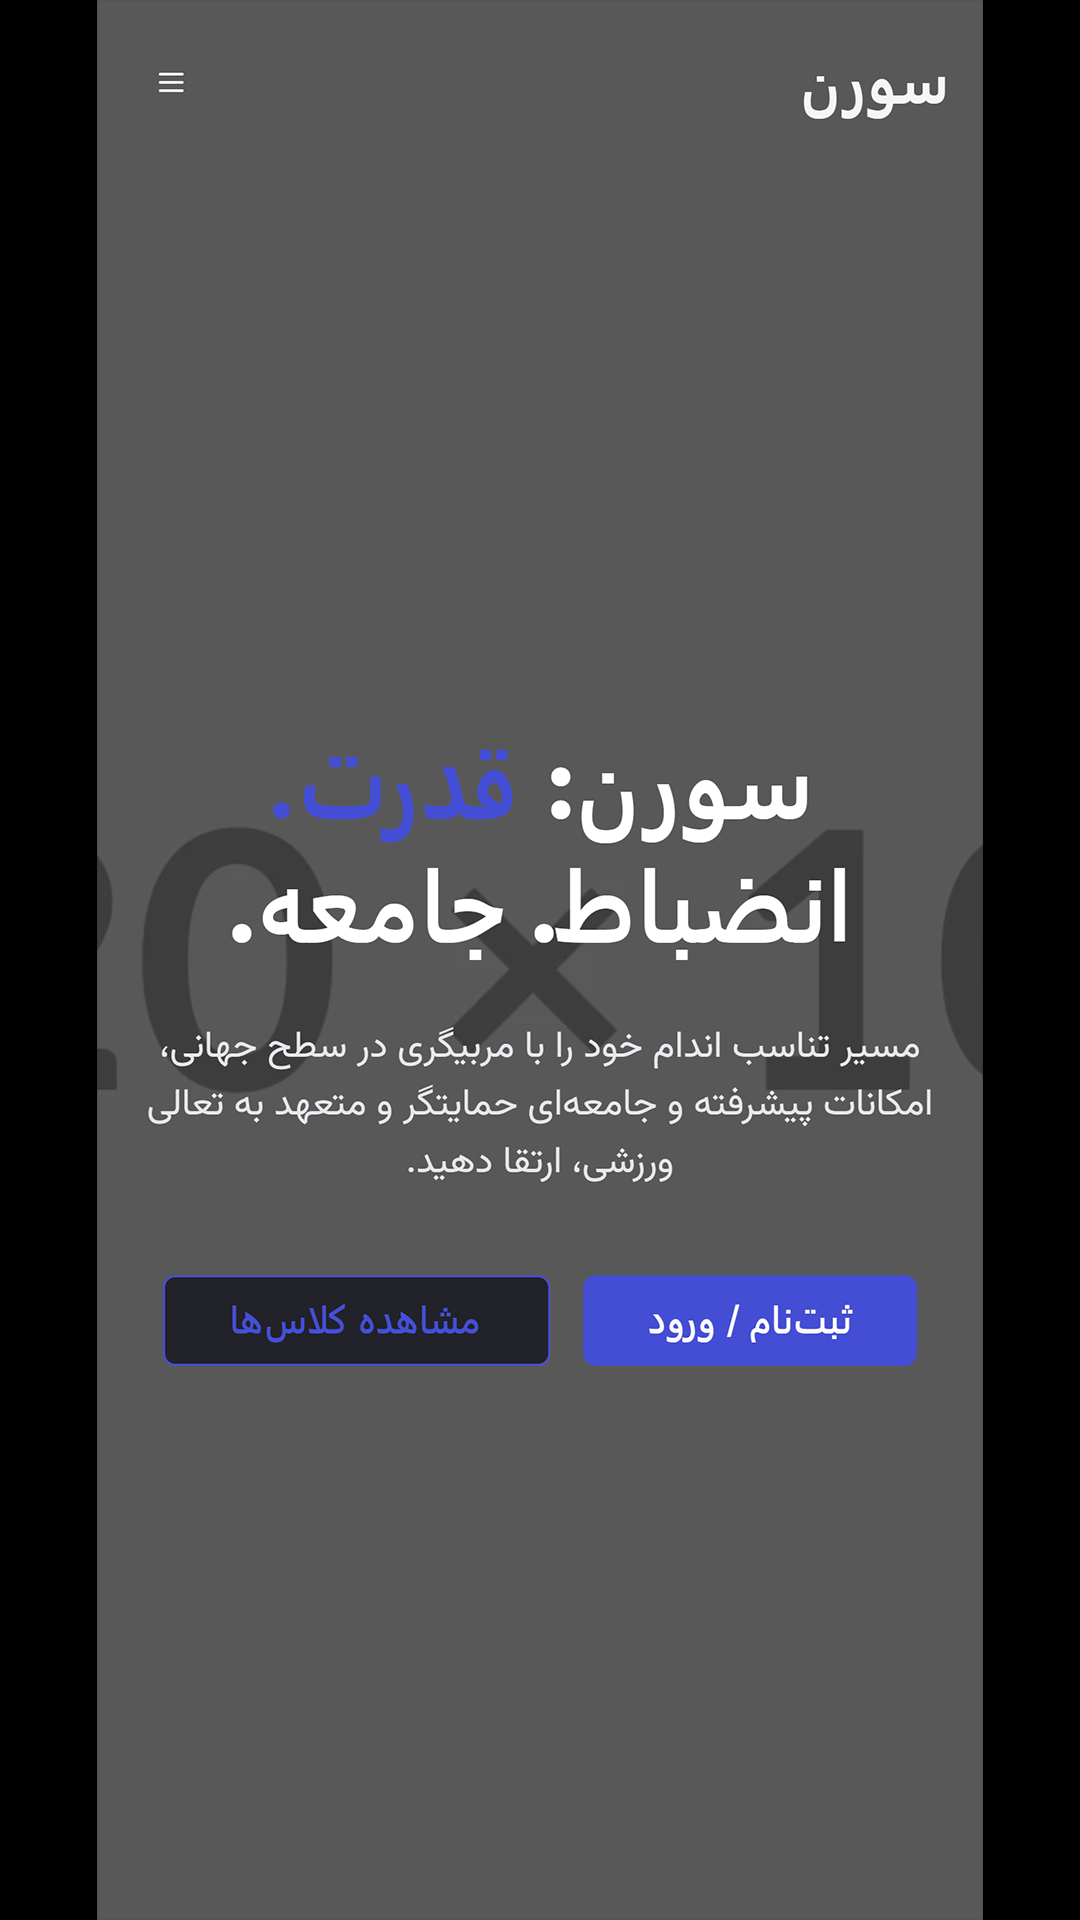 سورن
سورن: قدرت.
انضباط. جامعه.
20×10
مسیر تناسب اندام خود را با مربیگری در سطح جهانی،
امکانات پیشرفته و جامعه‌ای حمایتگر و متعهد به تعالی
ورزشی، ارتقا دهید.
ثبت‌نام / ورود
مشاهده کلاس‌ها